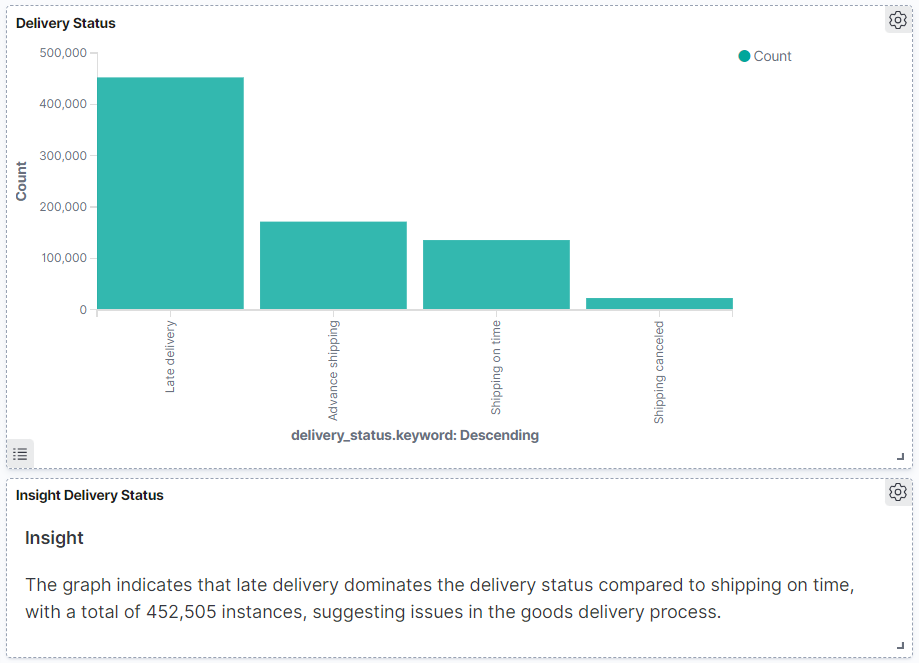 Delivery Status
500,000
400,000
300,000
200,000
100,000
0
Count
Count
Late delivery
Advance shipping
Shipping on time
Shipping canceled
delivery_status.keyword: Descending
Insight Delivery Status
Insight
The graph indicates that late delivery dominates the delivery status compared to shipping on time,
with a total of 452,505 instances, suggesting issues in the goods delivery process.